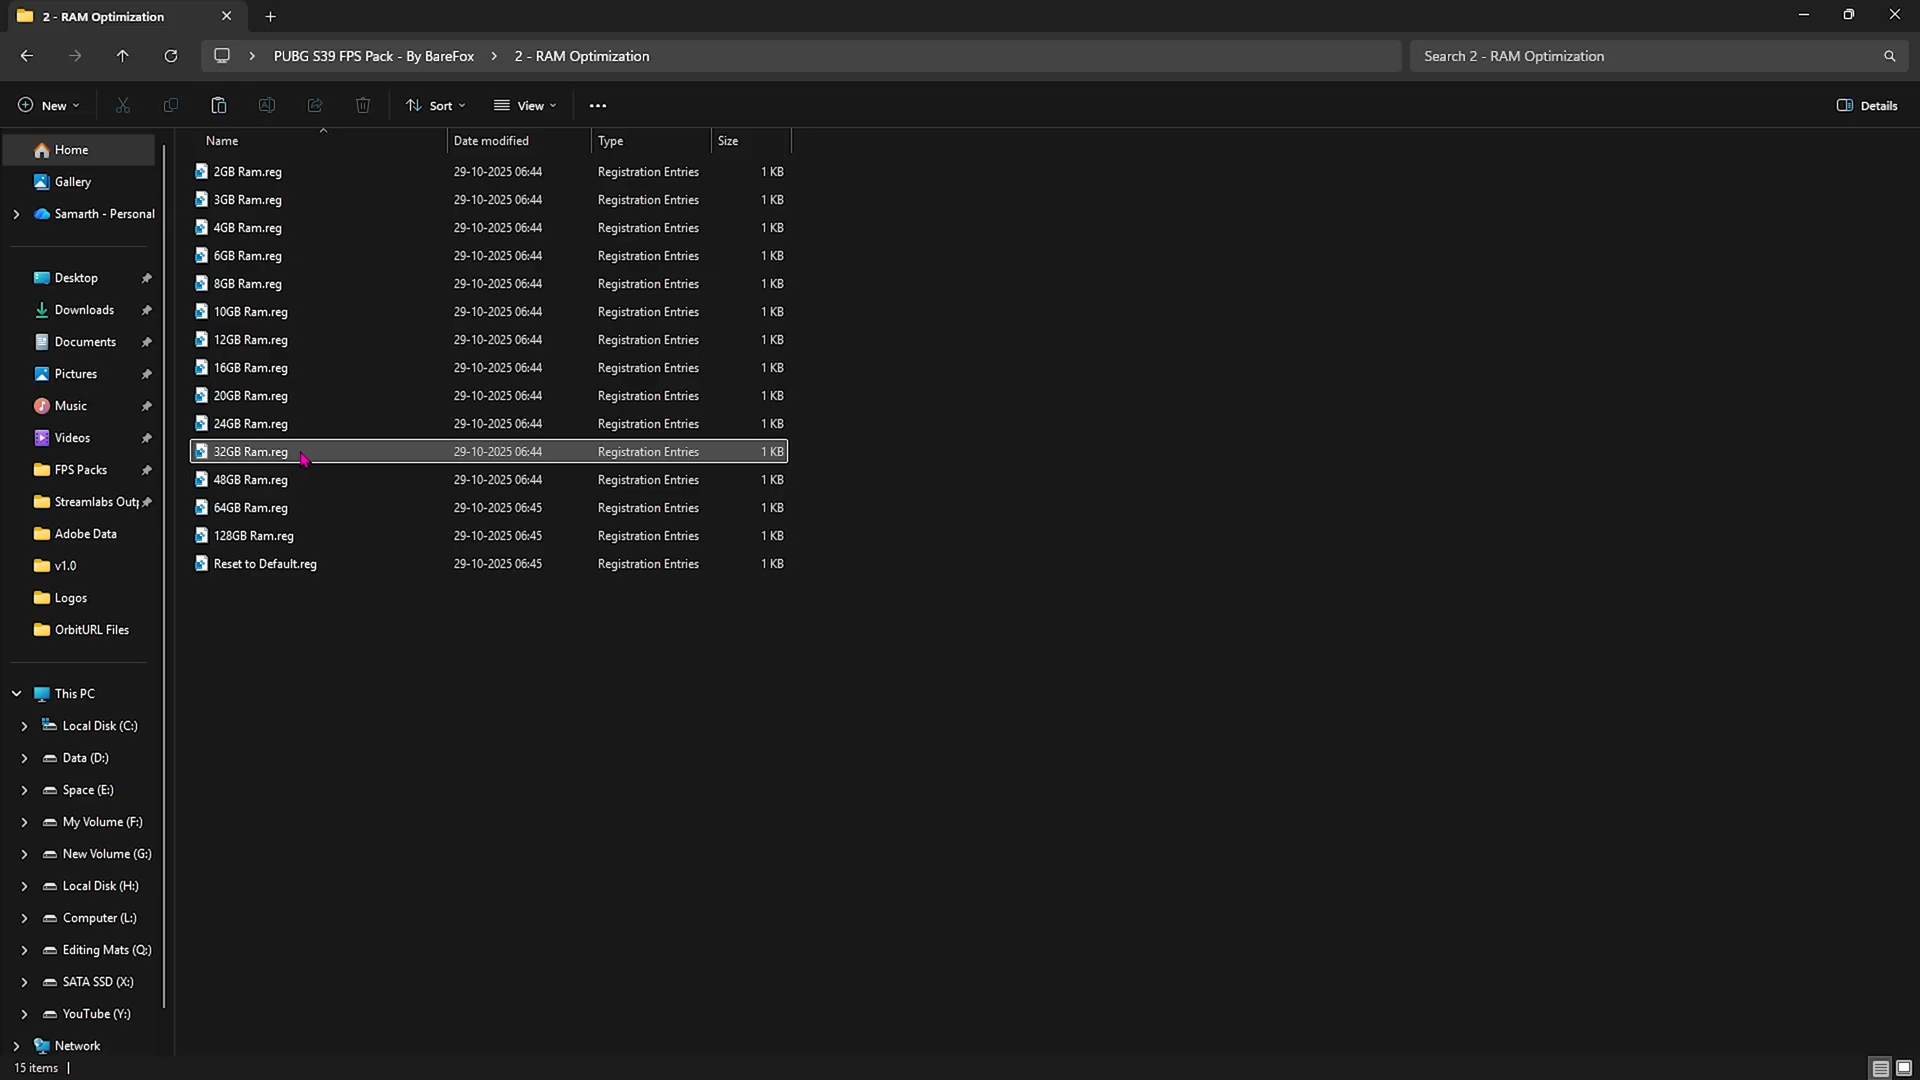 2 - RAM Optimization
PUBG S39 FPS Pack - By BareFox > 2 - RAM Optimization
Search 2 - RAM Optimization
New
Sort
View
Details
Name Date modified Type Size
Home
Gallery
Samarth - Personal
Desktop
Downloads
Documents
Pictures
Music
Videos
FPS Packs
Streamlabs Outp
Adobe Data
v1.0
Logos
OrbitURL Files
This PC
Local Disk (C:)
Data (D:)
Space (E:)
My Volume (F:)
New Volume (G:)
Local Disk (H:)
Computer (L:)
Editing Mats (Q:)
SATA SSD (X:)
YouTube (Y:)
Network
2GB Ram.reg 29-10-2025 06:44 Registration Entries 1 KB
3GB Ram.reg 29-10-2025 06:44 Registration Entries 1 KB
4GB Ram.reg 29-10-2025 06:44 Registration Entries 1 KB
6GB Ram.reg 29-10-2025 06:44 Registration Entries 1 KB
8GB Ram.reg 29-10-2025 06:44 Registration Entries 1 KB
10GB Ram.reg 29-10-2025 06:44 Registration Entries 1 KB
12GB Ram.reg 29-10-2025 06:44 Registration Entries 1 KB
16GB Ram.reg 29-10-2025 06:44 Registration Entries 1 KB
20GB Ram.reg 29-10-2025 06:44 Registration Entries 1 KB
24GB Ram.reg 29-10-2025 06:44 Registration Entries 1 KB
32GB Ram.reg 29-10-2025 06:44 Registration Entries 1 KB
48GB Ram.reg 29-10-2025 06:44 Registration Entries 1 KB
64GB Ram.reg 29-10-2025 06:45 Registration Entries 1 KB
128GB Ram.reg 29-10-2025 06:45 Registration Entries 1 KB
Reset to Default.reg 29-10-2025 06:45 Registration Entries 1 KB
15 items